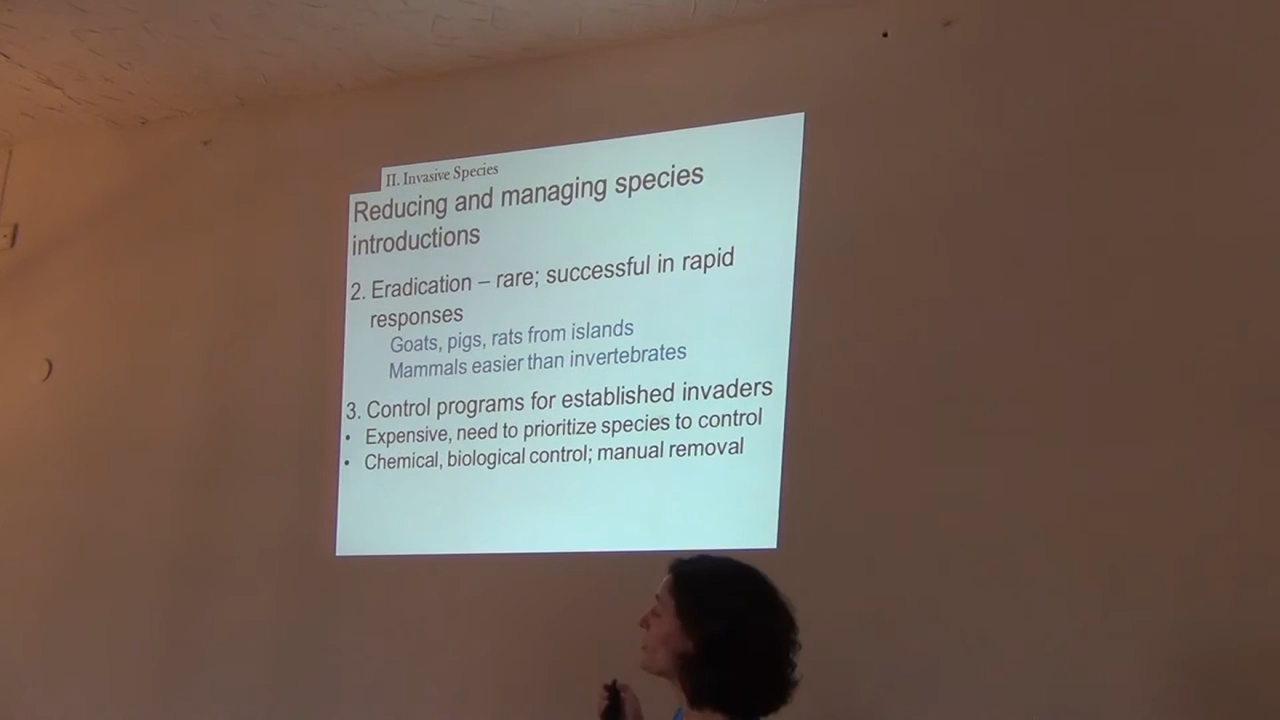 II. Invasive Species
Reducing and managing species
introductions
2. Eradication – rare; successful in rapid
responses
Goats, pigs, rats from islands
Mammals easier than invertebrates
3. Control programs for established invaders
• Expensive, need to prioritize species to control
• Chemical, biological control; manual removal